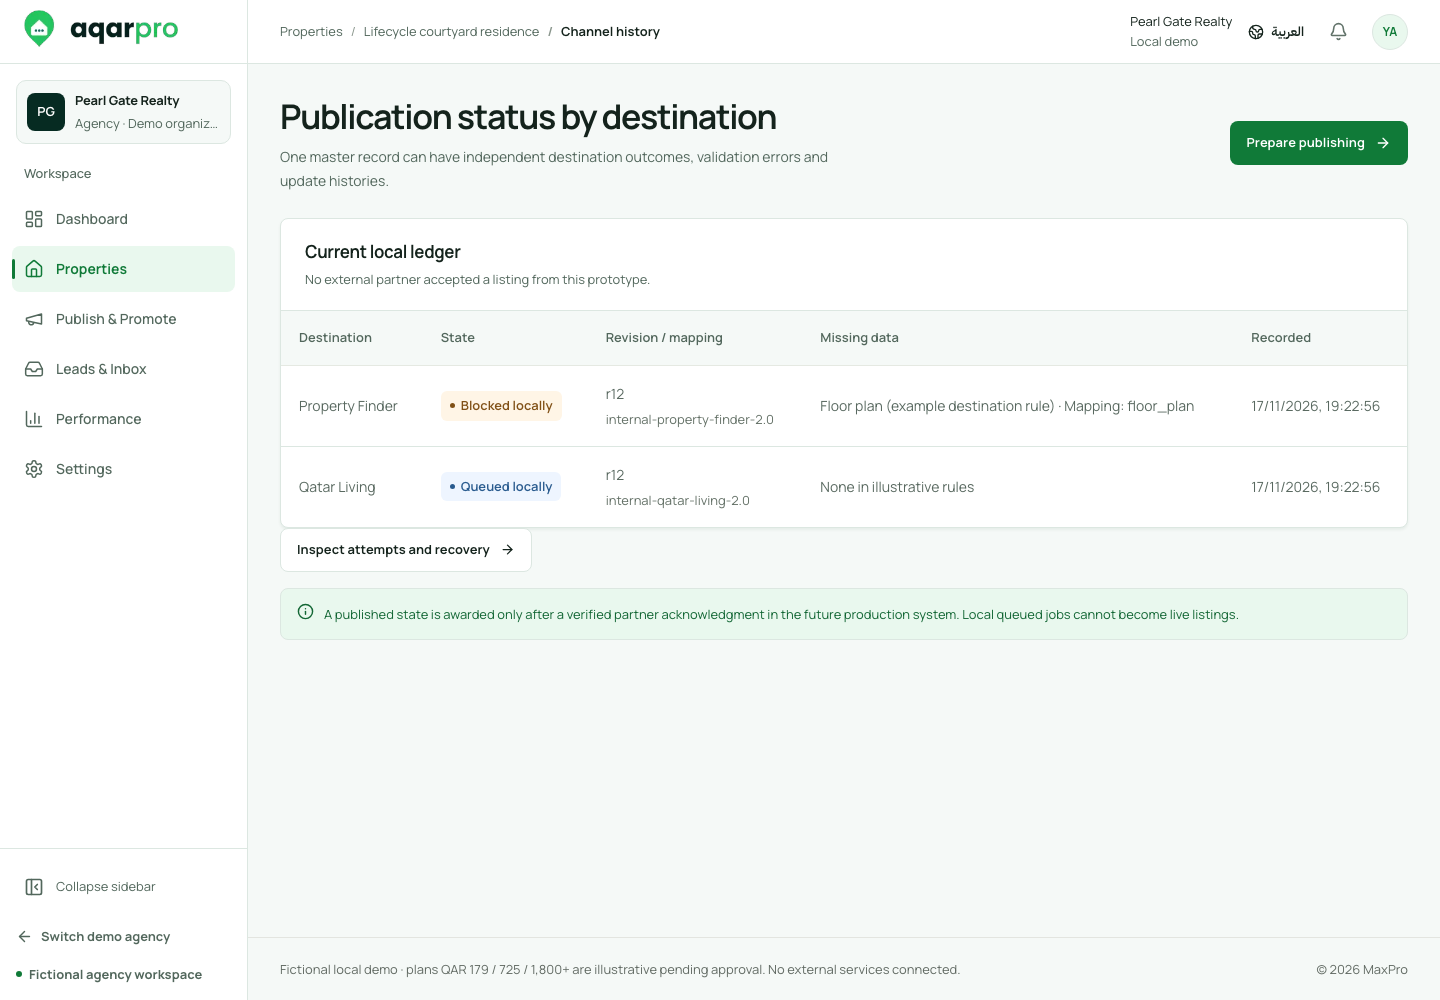 aqarpro
Properties / Lifecycle courtyard residence / Channel history
Pearl Gate Realty
Local demo
العربية
YA
PG
Pearl Gate Realty
Agency · Demo organiz...
Workspace
Dashboard
Properties
Publish & Promote
Leads & Inbox
Performance
Settings
Collapse sidebar
Switch demo agency
Fictional agency workspace
Publication status by destination
One master record can have independent destination outcomes, validation errors and
update histories.
Prepare publishing
Current local ledger
No external partner accepted a listing from this prototype.
Destination State Revision / mapping Missing data Recorded
Property Finder Blocked locally r12 internal-property-finder-2.0 Floor plan (example destination rule) · Mapping: floor_plan 17/11/2026, 19:22:56
Qatar Living Queued locally r12 internal-qatar-living-2.0 None in illustrative rules 17/11/2026, 19:22:56
Inspect attempts and recovery
A published state is awarded only after a verified partner acknowledgment in the future production system. Local queued jobs cannot become live listings.
Fictional local demo · plans QAR 179 / 725 / 1,800+ are illustrative pending approval. No external services connected.
© 2026 MaxPro